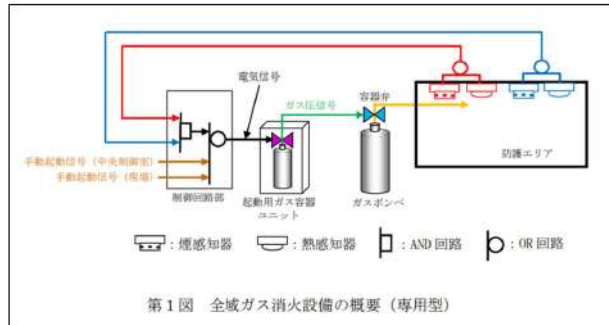 電気信号
ガス圧信号
容器弁
手動起動信号（中央制御室）
手動起動信号（現場）
制御回路部
起動用ガス容器
ユニット
ガスボンベ
防護エリア
：煙感知器
：熱感知器
：AND 回路
：OR 回路
第１図 全域ガス消火設備の概要（専用型）